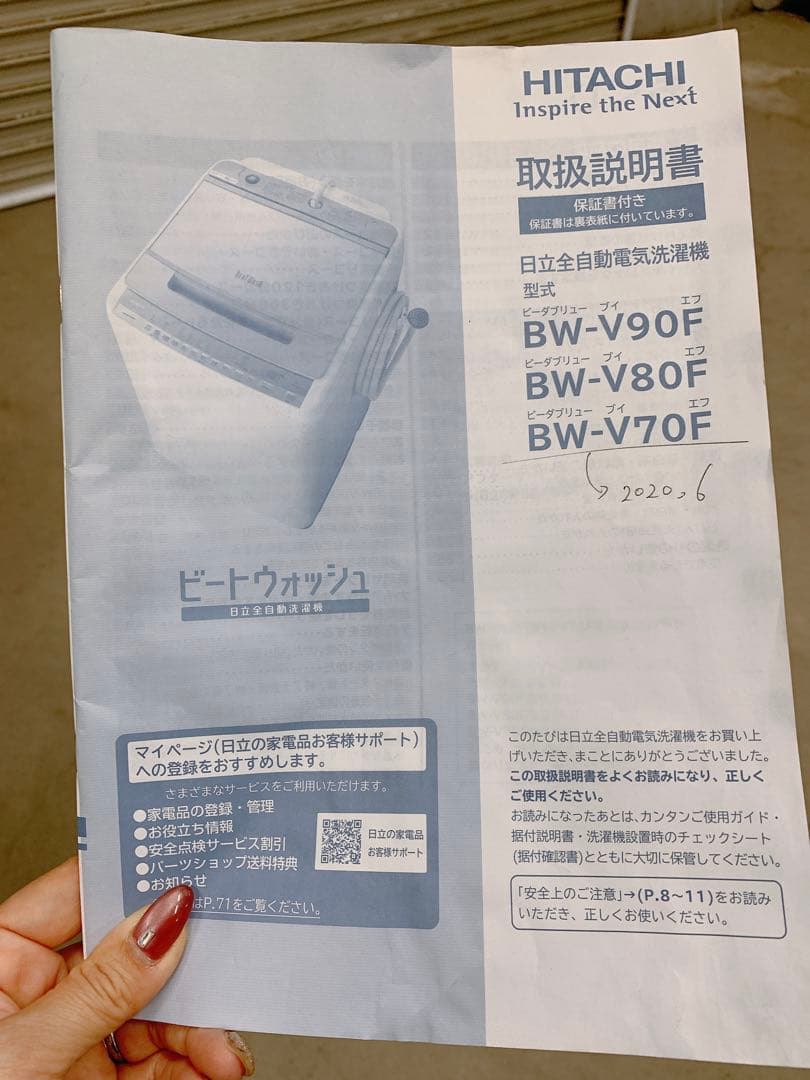 HITACHI
Inspire the Next
取扱説明書
保証書付き
保証書は裏表紙に付いています。
日立全自動電気洗濯機
型式
ビーダブリュー ブイ エフ
BW-V90F
ビーダブリュー ブイ エフ
BW-V80F
ビーダブリュー ブイ エフ
BW-V70F
2020.6
ビートウォッシュ
日立全自動洗濯機
マイページ(日立の家電品お客様サポート)
への登録をおすすめします。
さまざまなサービスをご利用いただけます。
●家電品の登録・管理
●お役立ち情報
●安全点検サービス割引
●パーツショップ送料特典
●お知らせ
はP.71をご覧ください。
日立の家電品
お客様サポート
このたびは日立全自動電気洗濯機をお買い上
げいただき、まことにありがとうございました。
この取扱説明書をよくお読みになり、正しく
ご使用ください。
お読みになったあとは、カンタンご使用ガイド・
据付説明書・洗濯機設置時のチェックシート
(据付確認書)とともに大切に保管してください。
「安全上のご注意」→(P.8～11)をお読み
いただき、正しくお使いください。